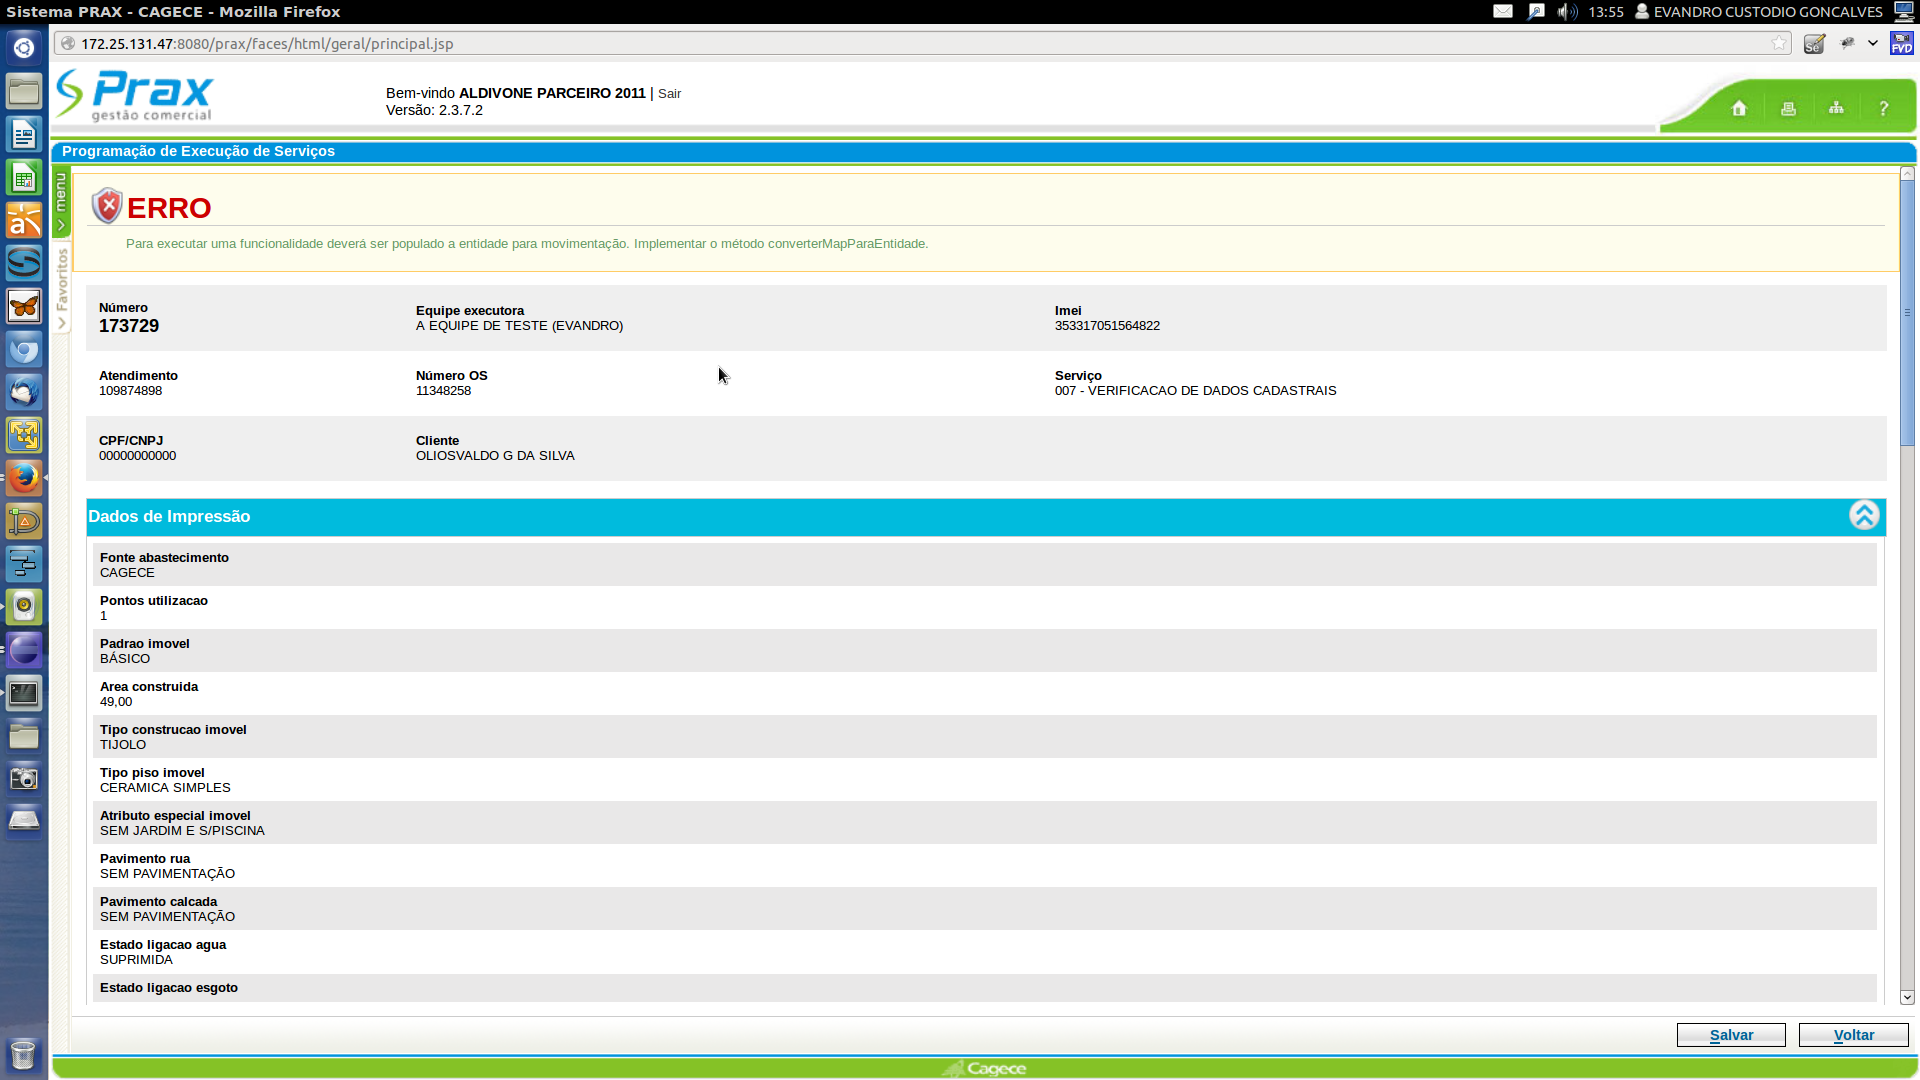 Sistema PRAX - CAGECE - Mozilla Firefox
13:55 EVANDRO CUSTODIO GONCALVES
172.25.131.47:8080/prax/faces/html/geral/principal.jsp
Se
FVD
Prax
gestão comercial
Bem-vindo ALDIVONE PARCEIRO 2011 | Sair
Versão: 2.3.7.2
?
Programação de Execução de Serviços
menu
Favoritos
ERRO
Para executar uma funcionalidade deverá ser populado a entidade para movimentação. Implementar o método converterMapParaEntidade.
Número
173729
Equipe executora
A EQUIPE DE TESTE (EVANDRO)
Imei
353317051564822
Atendimento
109874898
Número OS
11348258
Serviço
007 - VERIFICACAO DE DADOS CADASTRAIS
CPF/CNPJ
00000000000
Cliente
OLIOSVALDO G DA SILVA
Dados de Impressão
Fonte abastecimento
CAGECE
Pontos utilizacao
1
Padrao imovel
BÁSICO
Area construida
49,00
Tipo construcao imovel
TIJOLO
Tipo piso imovel
CERAMICA SIMPLES
Atributo especial imovel
SEM JARDIM E S/PISCINA
Pavimento rua
SEM PAVIMENTAÇÃO
Pavimento calcada
SEM PAVIMENTAÇÃO
Estado ligacao agua
SUPRIMIDA
Estado ligacao esgoto
Salvar
Voltar
Cagece